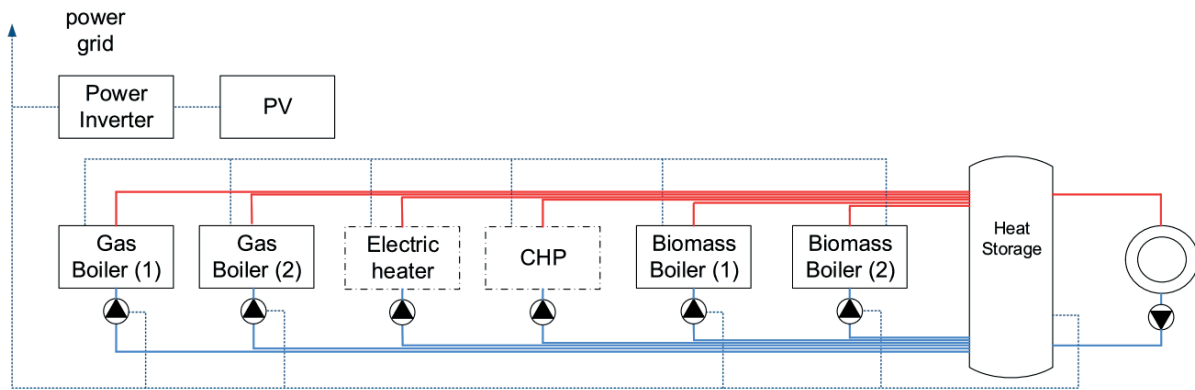 power
grid
Power
Inverter
PV
Gas
Boiler (1)
Gas
Boiler (2)
Electric
heater
CHP
Biomass
Boiler (1)
Biomass
Boiler (2)
Heat
Storage